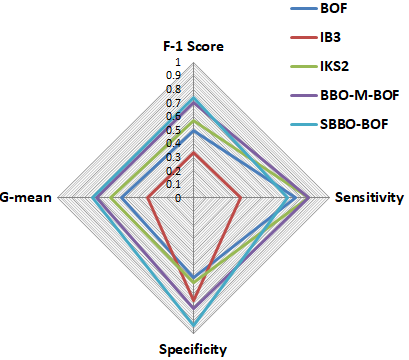 BOF
IB3
IKS2
BBO-M-BOF
SBBO-BOF
F-1 Score
1
0.9
0.8
0.7
0.6
0.5
0.4
0.3
0.2
0.1
0
G-mean
Sensitivity
Specificity